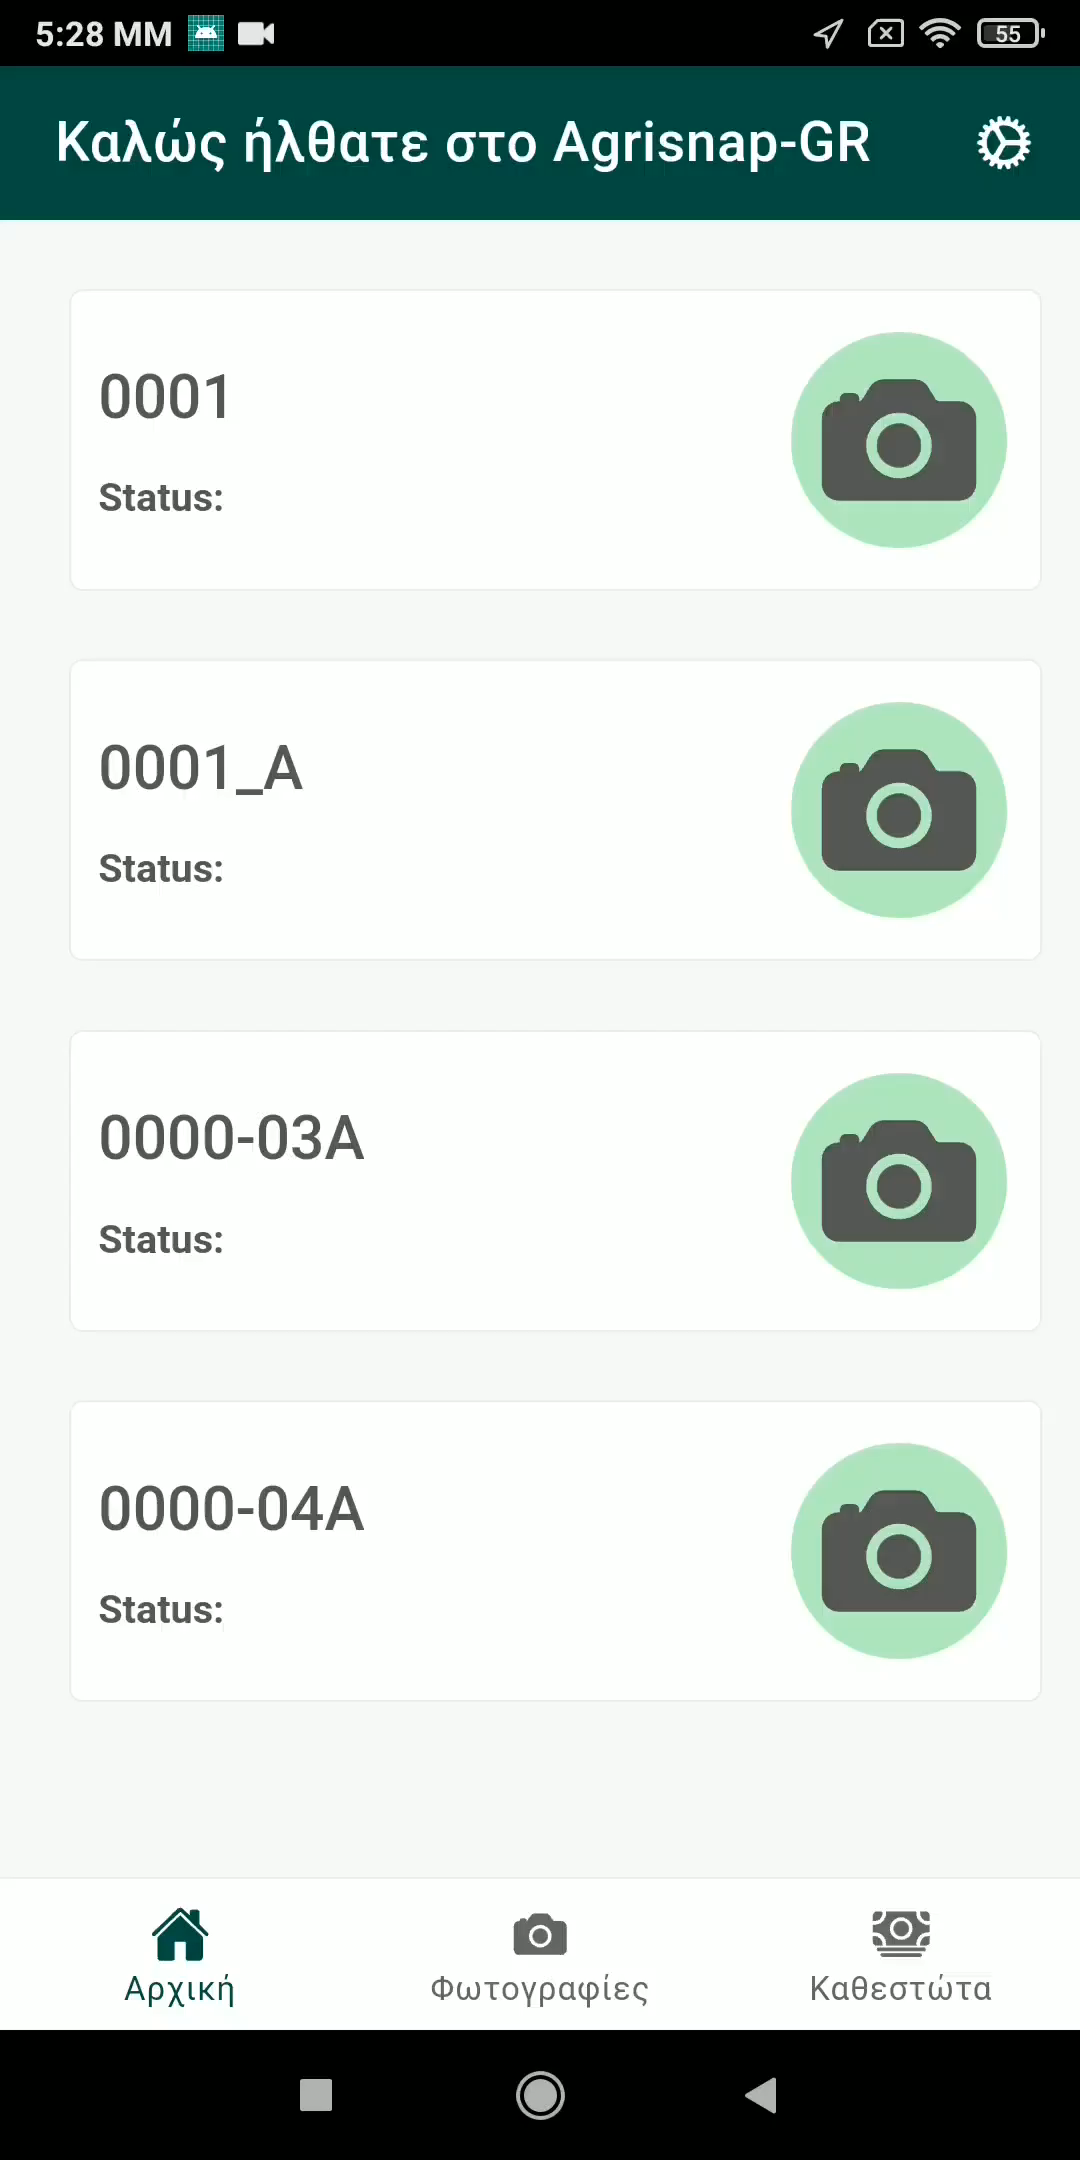 5:28 MM
55
Καλώς ήλθατε στο Agrisnap-GR
0001
Status:
0001_A
Status:
0000-03A
Status:
0000-04A
Status:
Αρχική
Φωτογραφίες
Καθεστώτα